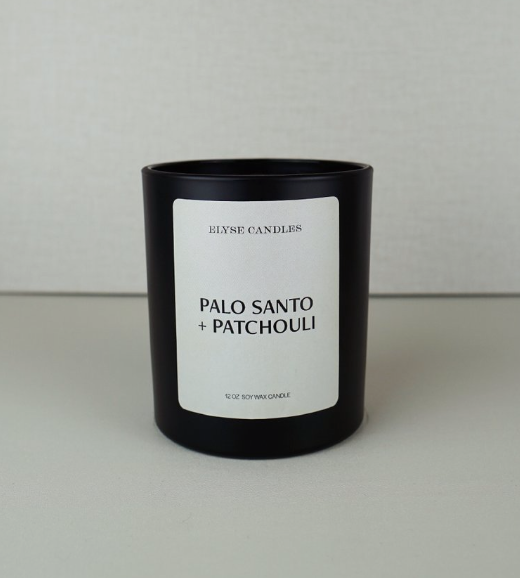 ELYSE CANDLES
PALO SANTO
+ PATCHOULI
12 OZ SOY WAX CANDLE